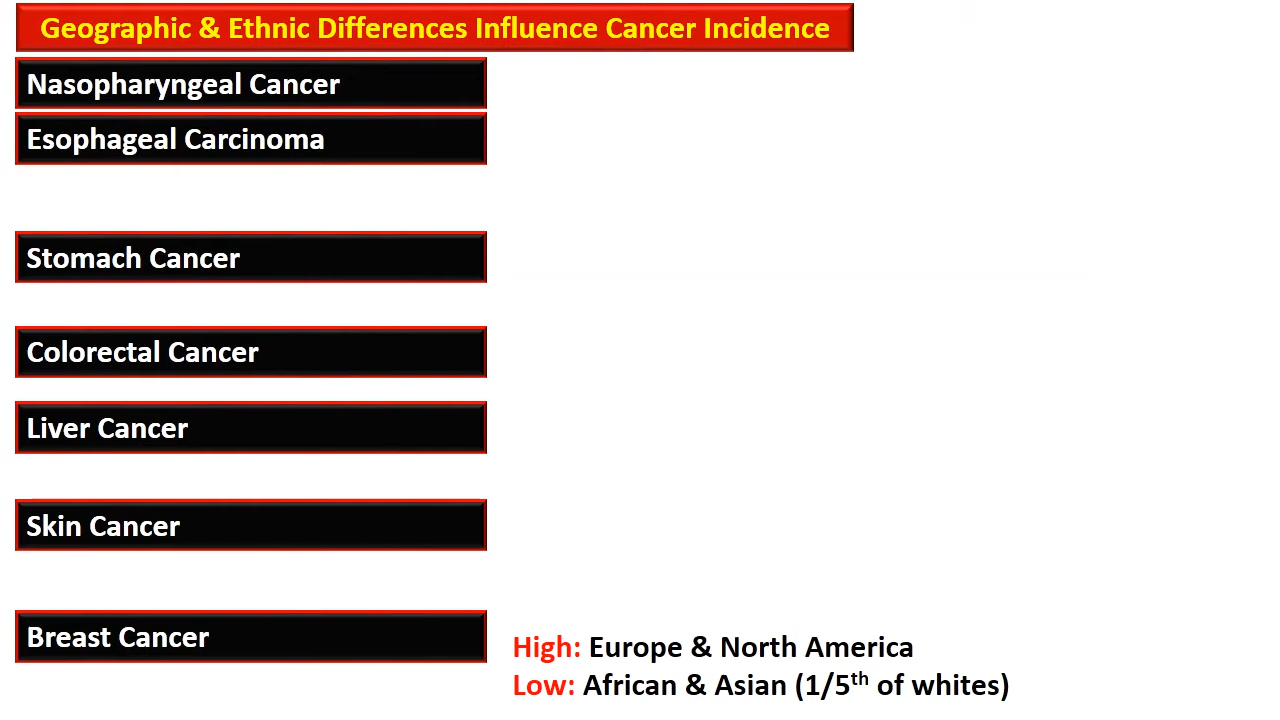 Geographic & Ethnic Differences Influence Cancer Incidence
Nasopharyngeal Cancer
Esophageal Carcinoma
Stomach Cancer
Colorectal Cancer
Liver Cancer
Skin Cancer
Breast Cancer
High: Europe & North America
Low: African & Asian (1/5th of whites)